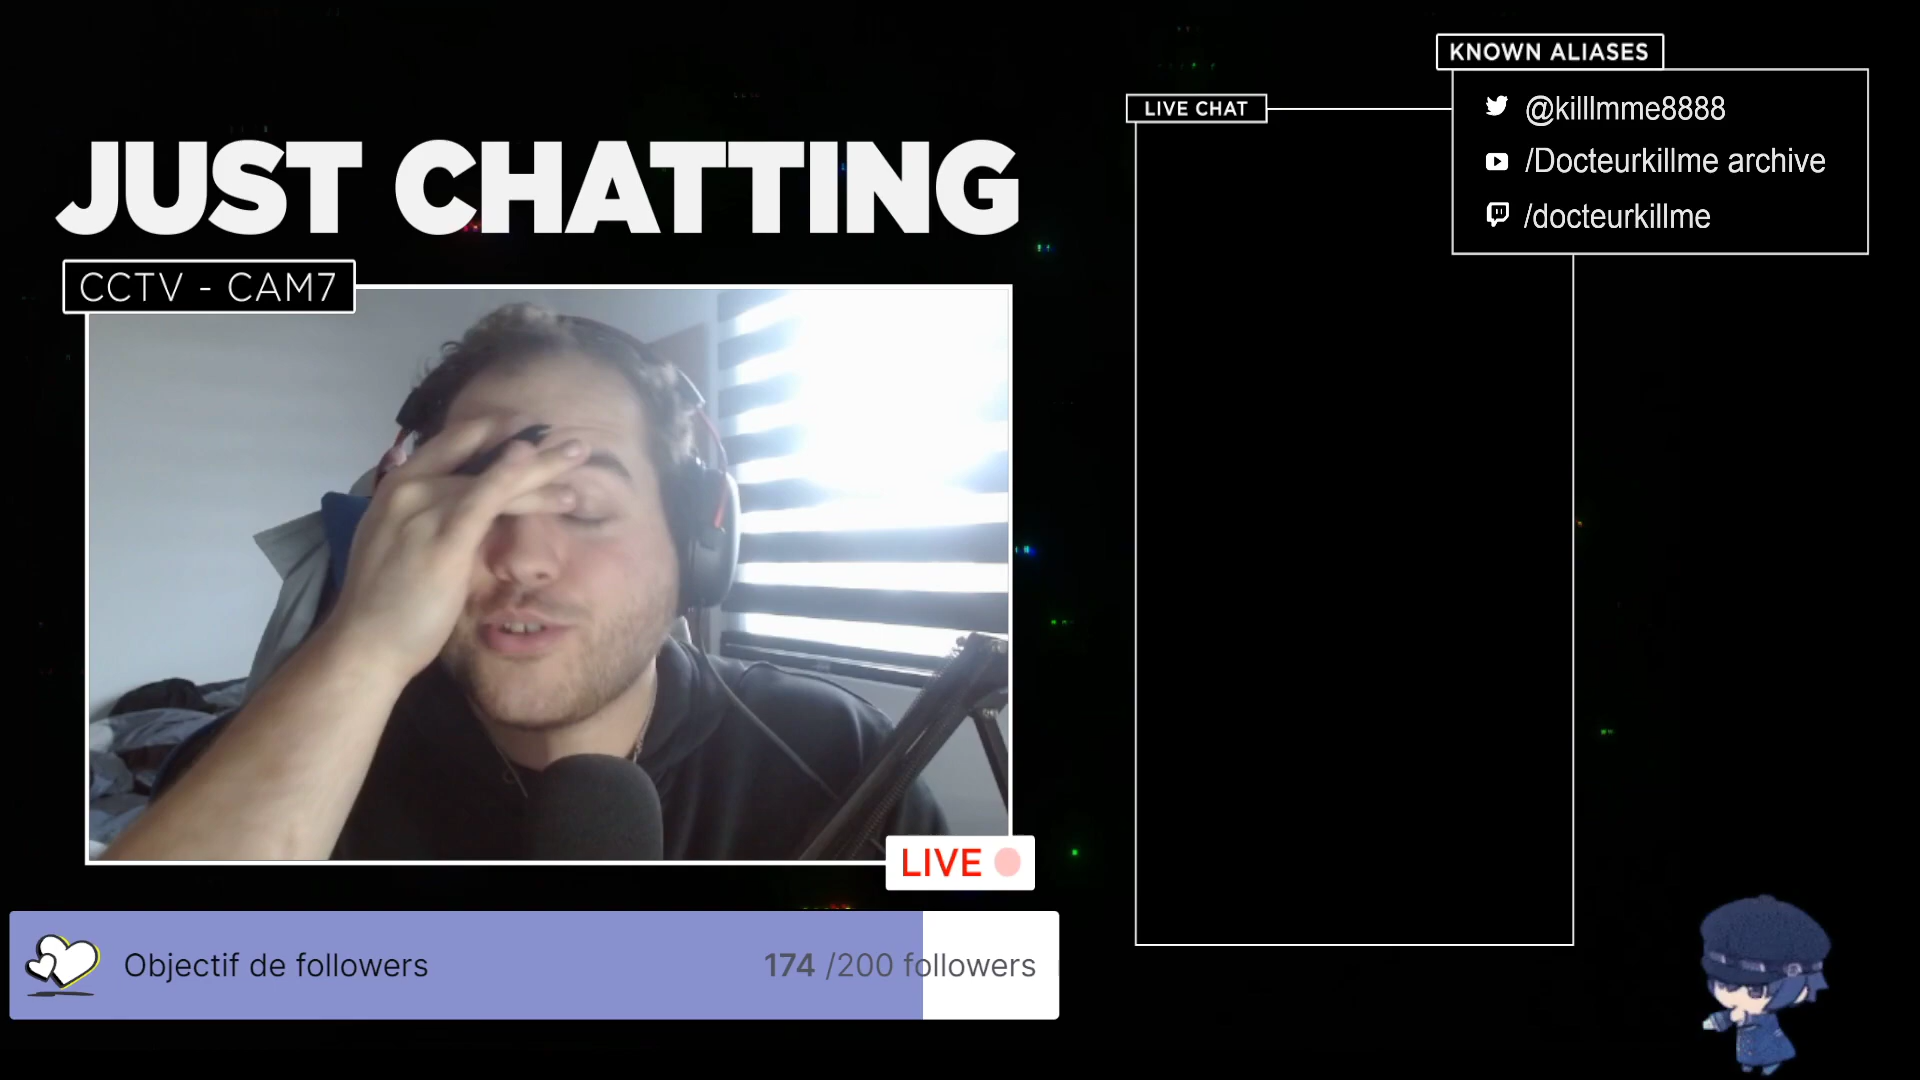 KNOWN ALIASES
@killlmme8888
/Docteurkillme archive
/docteurkillme
LIVE CHAT
JUST CHATTING
CCTV - CAM7
LIVE
Objectif de followers
174 /200 followers